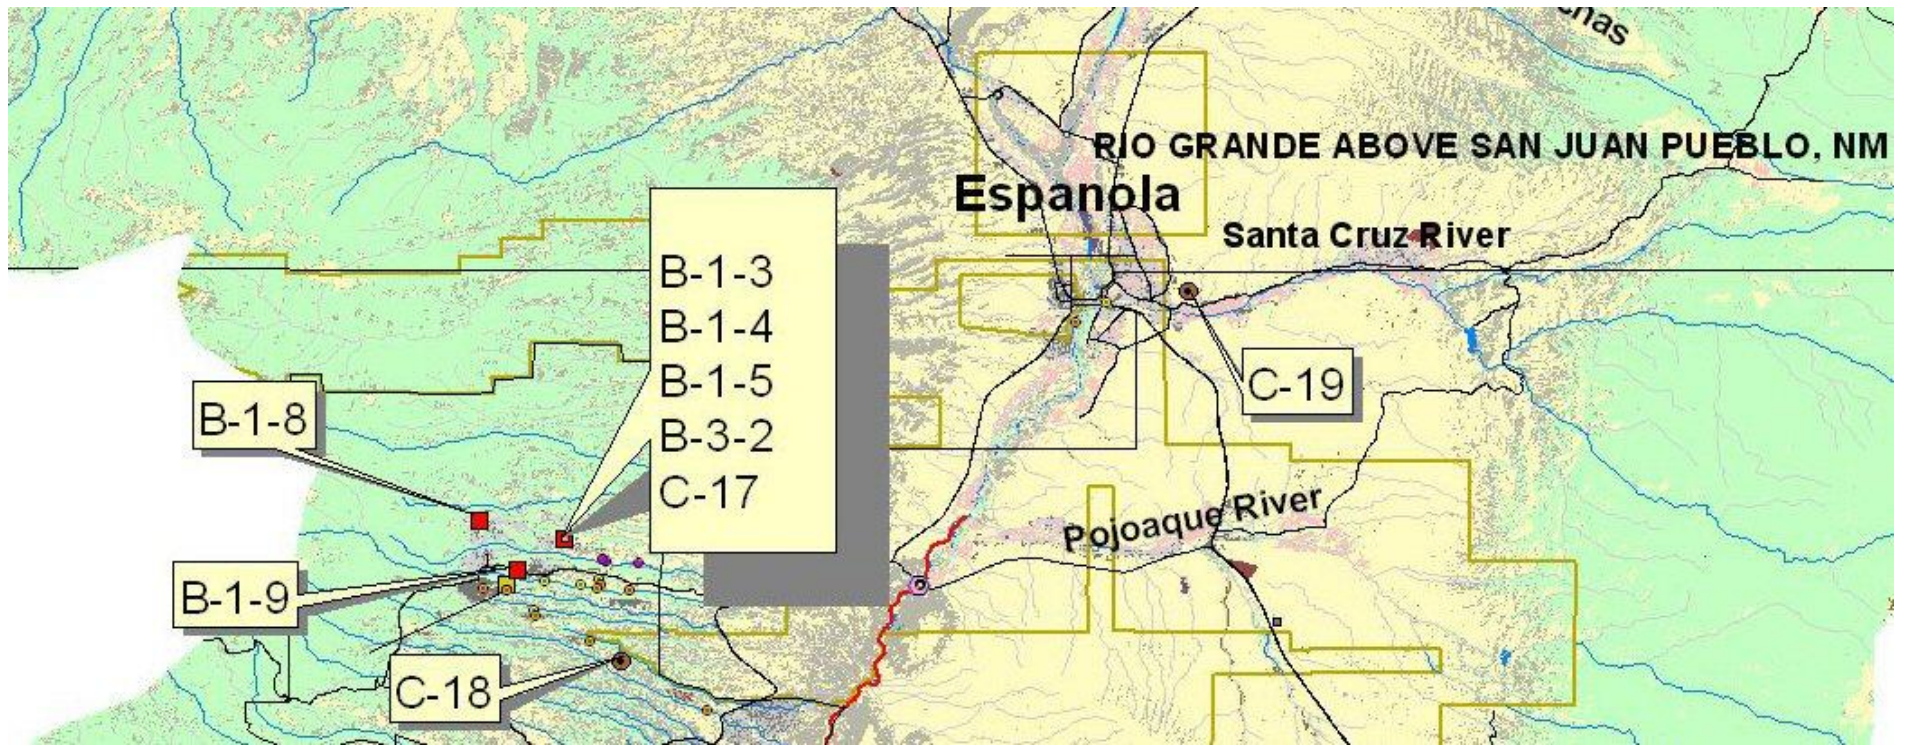 RIO GRANDE ABOVE SAN JUAN PUEBLO, NM
Espanola
Santa Cruz River
B-1-3
B-1-4
B-1-5
B-3-2
C-17
C-19
B-1-8
Pojoaque River
B-1-9
C-18